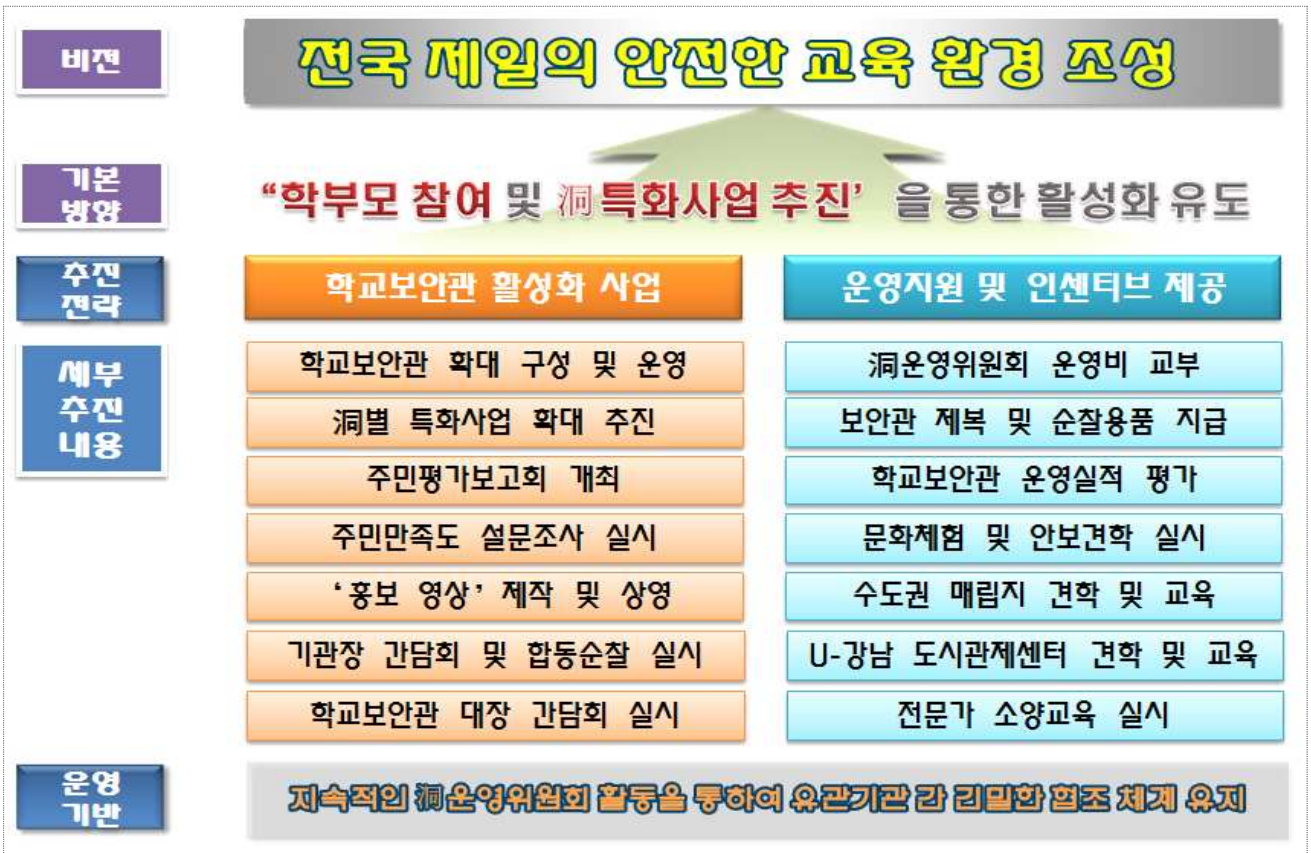 비전
전국 제일의 안전한 교육 환경 조성
기본
방향
“학부모 참여 및 洞특화사업 추진’ 을 통한 활성화 유도
추진
전략
학교보안관 활성화 사업
운영지원 및 인센티브 제공
세부
추진
내용
학교보안관 확대 구성 및 운영
洞별 특화사업 확대 추진
주민평가보고회 개최
주민만족도 설문조사 실시
‘홍보 영상’ 제작 및 상영
기관장 간담회 및 합동순찰 실시
학교보안관 대장 간담회 실시
洞운영위원회 운영비 교부
보안관 제복 및 순찰용품 지급
학교보안관 운영실적 평가
문화체험 및 안보견학 실시
수도권 매립지 견학 및 교육
U-강남 도시관제센터 견학 및 교육
전문가 소양교육 실시
운영
기반
지속적인 洞운영위원회 활동을 통하여 유관기관 간 긴밀한 협조 체계 유지